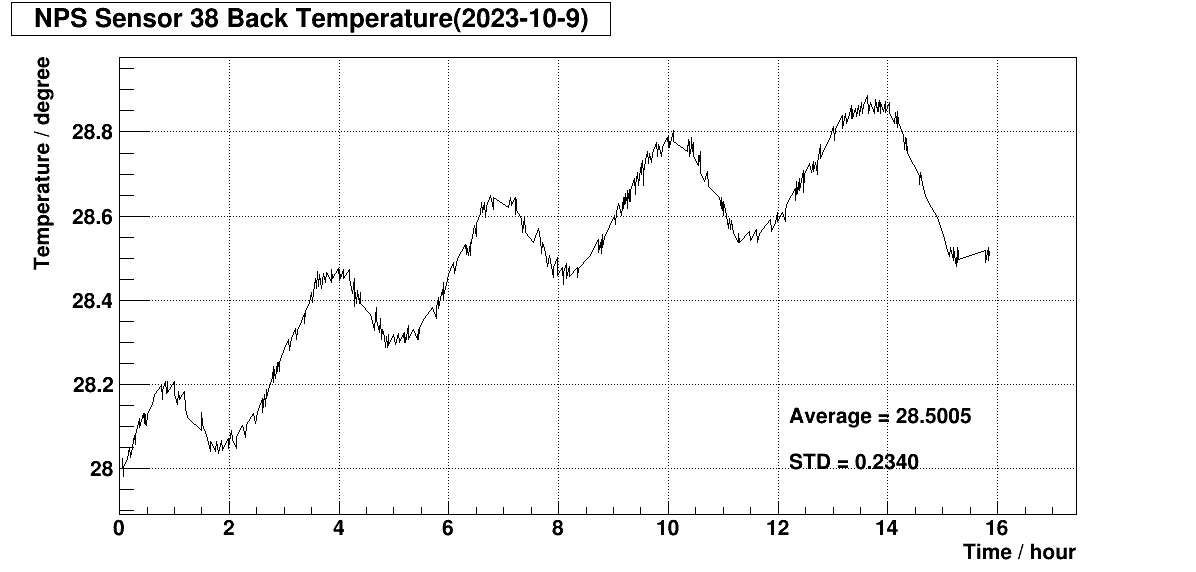 NPS Sensor 38 Back Temperature(2023-10-9)
Temperature / degree
28.8
28.6
28.4
28.2
28
Average = 28.5005
STD = 0.2340
0 2 4 6 8 10 12 14 16
Time / hour